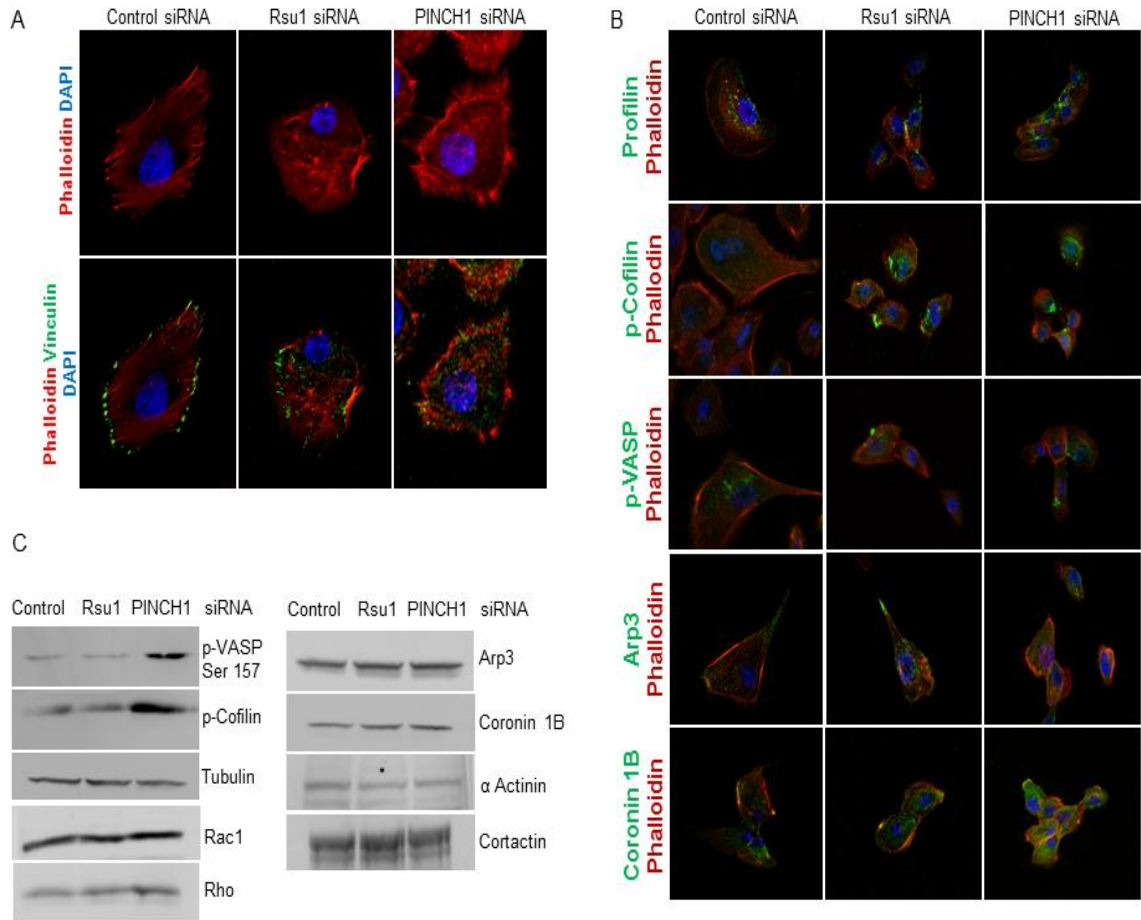 A
Control siRNA Rsu1 siRNA PINCH1 siRNA
Phalloidin DAPI
Phalloidin Vinculin
DAPI
B
Control siRNA Rsu1 siRNA PINCH1 siRNA
Profilin
Phalloidin
p-Cofilin
Phallodin
p-VASP
Phalloidin
Arp3
Phalloidin
Coronin 1B
Phalloidin
C
Control Rsu1 PINCH1 siRNA
p-VASP
Ser 157
p-Cofilin
Tubulin
Rac1
Rho
Control Rsu1 PINCH1 siRNA
Arp3
Coronin 1B
α Actinin
Cortactin